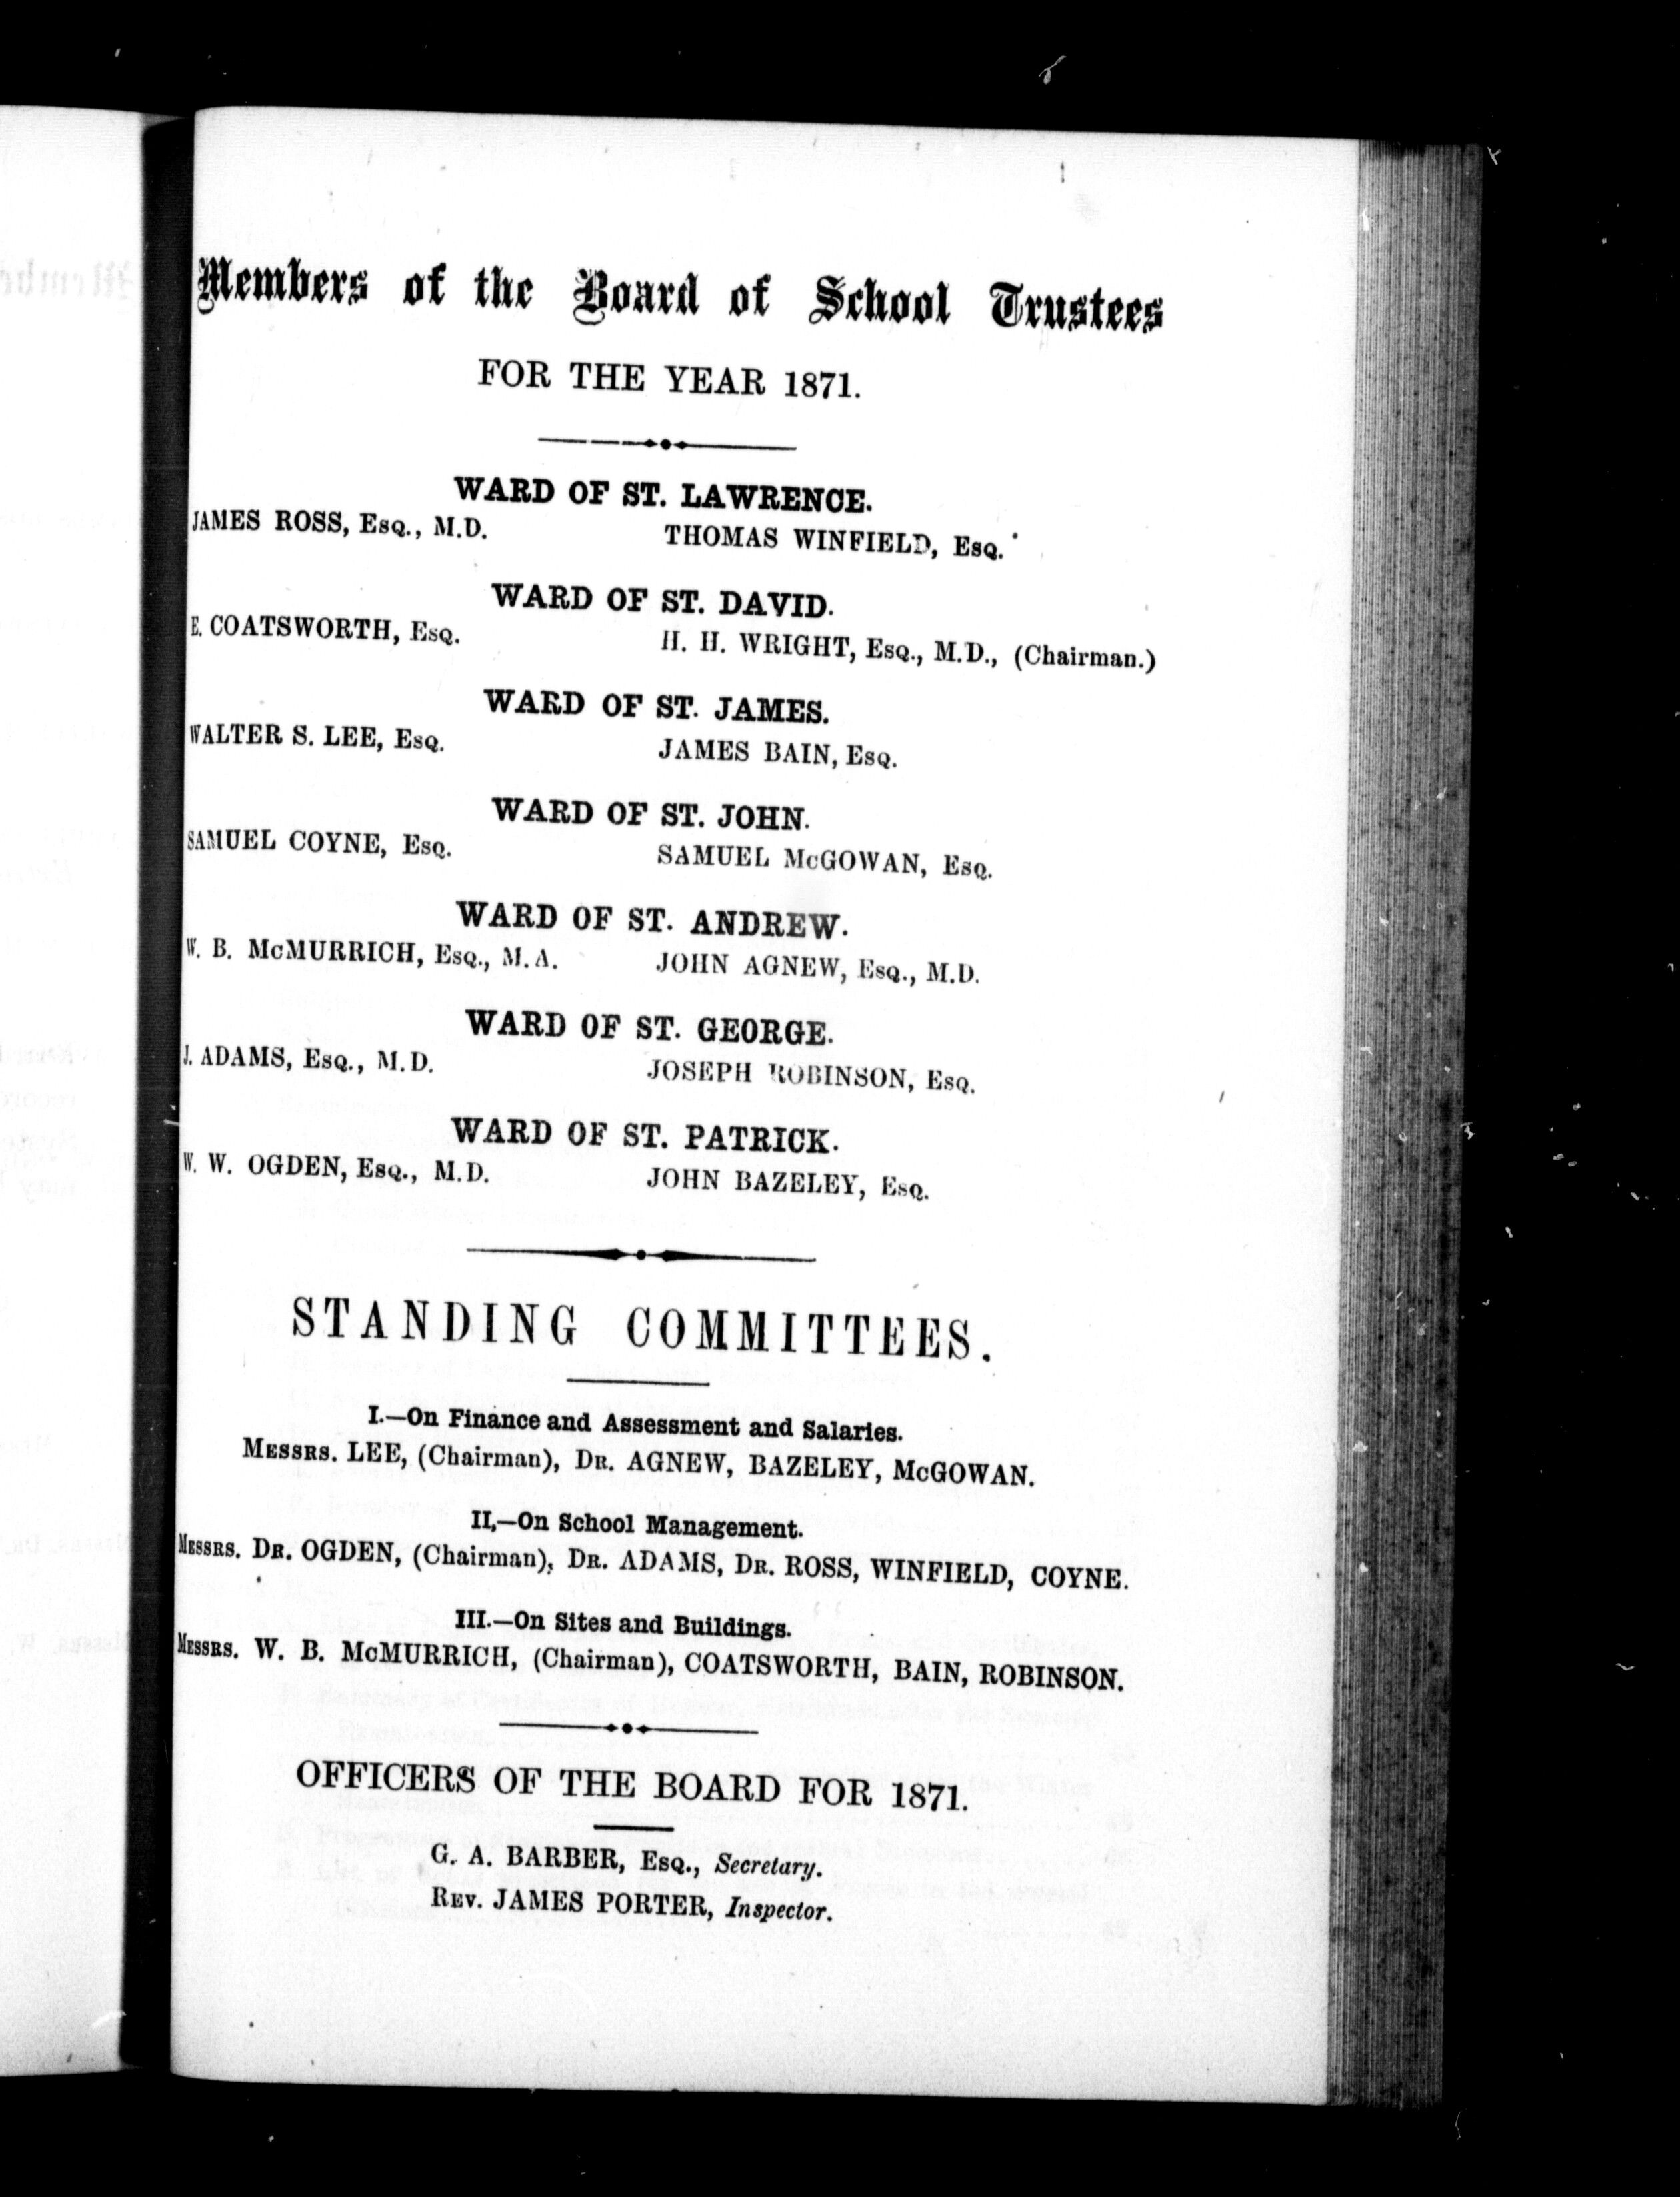 Members of the Board of School Trustees
FOR THE YEAR 1871.
WARD OF ST. LAWRENCE.
JAMES ROSS, Esq., M.D. THOMAS WINFIELD, Esq.
WARD OF ST. DAVID.
E. COATSWORTH, Esq. H. H. WRIGHT, Esq., M.D., (Chairman.)
WARD OF ST. JAMES.
WALTER S. LEE, Esq. JAMES BAIN, Esq.
WARD OF ST. JOHN.
SAMUEL COYNE, Esq. SAMUEL McGOWAN, Esq.
WARD OF ST. ANDREW.
W. B. McMURRICH, Esq., M.A. JOHN AGNEW, Esq., M.D.
WARD OF ST. GEORGE.
J. ADAMS, Esq., M.D. JOSEPH ROBINSON, Esq.
WARD OF ST. PATRICK.
W. W. OGDEN, Esq., M.D. JOHN BAZELEY, Esq.
STANDING COMMITTEES.
I.—On Finance and Assessment and Salaries.
Messrs. LEE, (Chairman), Dr. AGNEW, BAZELEY, McGOWAN.
II,—On School Management.
Messrs. Dr. OGDEN, (Chairman), Dr. ADAMS, Dr. ROSS, WINFIELD, COYNE.
III.—On Sites and Buildings.
Messrs. W. B. McMURRICH, (Chairman), COATSWORTH, BAIN, ROBINSON.
OFFICERS OF THE BOARD FOR 1871.
G. A. BARBER, Esq., Secretary.
Rev. JAMES PORTER, Inspector.